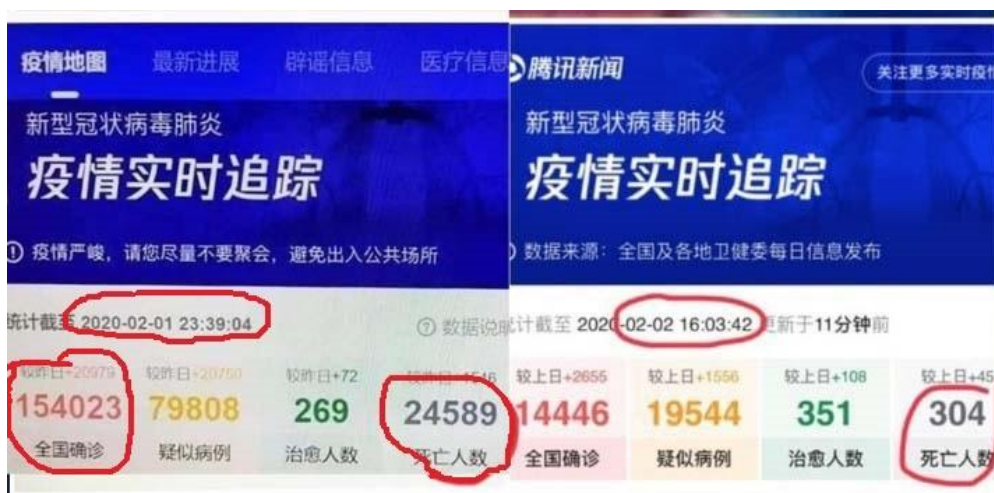 疫情地图 最新进展 辟谣信息 医疗信息
新型冠状病毒肺炎
疫情实时追踪
疫情严峻，请您尽量不要聚会，避免出入公共场所
统计截至 2020-02-01 23:39:04
数据说
较昨日+20979 较昨日+20760 较昨日+72 较昨日+1546
154023 79808 269 24589
全国确诊 疑似病例 治愈人数 死亡人数
腾讯新闻
关注更多实时疫情
新型冠状病毒肺炎
疫情实时追踪
数据来源：全国及各地卫健委每日信息发布
统计截至 2020-02-02 16:03:42 更新于11分钟前
较上日+2655 较上日+1556 较上日+108 较上日+45
14446 19544 351 304
全国确诊 疑似病例 治愈人数 死亡人数